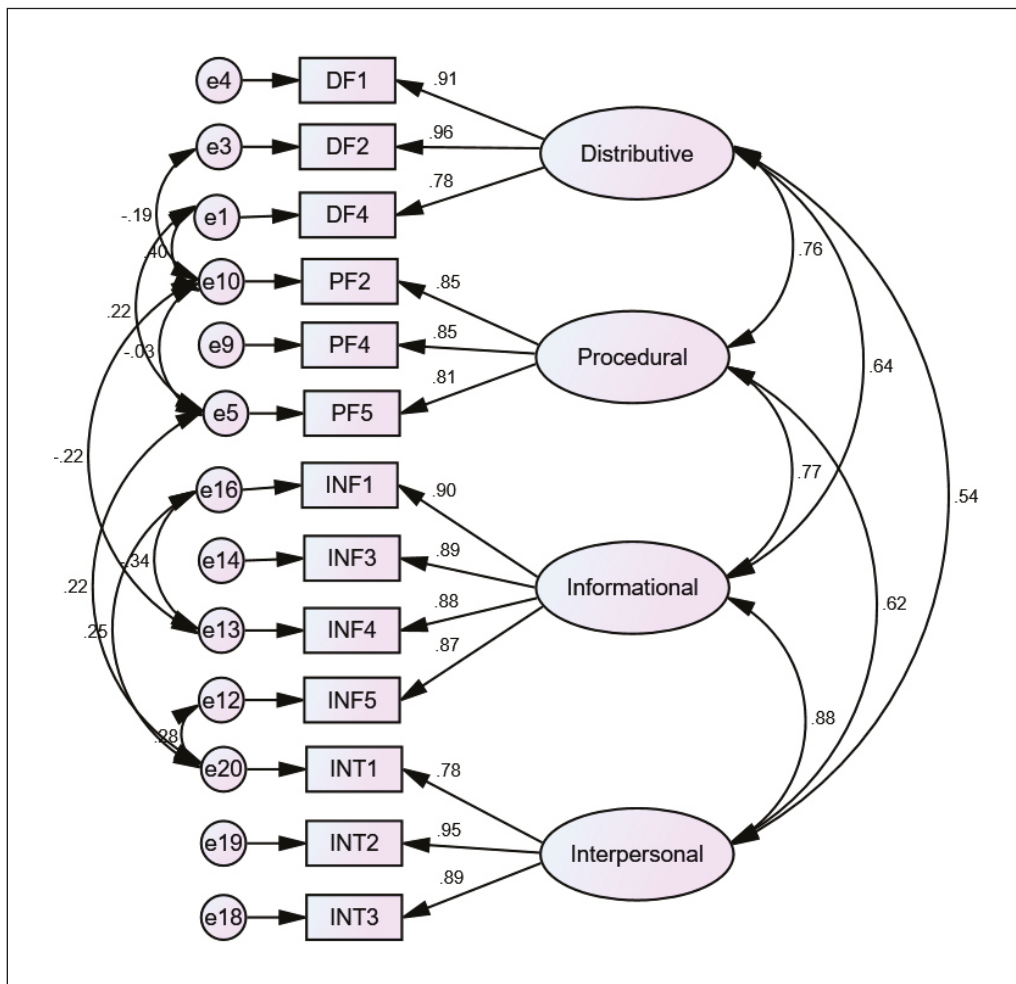 e4 DF1 .91
e3 DF2 .96 Distributive
e1 DF4 .78
-.19
.40
e10 PF2 .85 .76
.22
e9 PF4 .85 Procedural .64
-.03
e5 PF5 .81
-.22
e16 INF1 .90 .77 .54
e14 INF3 .89
.34
.22
Informational .62
e13 INF4 .88
.25
.87
e12 INF5
.28 .88
e20 INT1 .78
e19 INT2 .95 Interpersonal
e18 INT3 .89